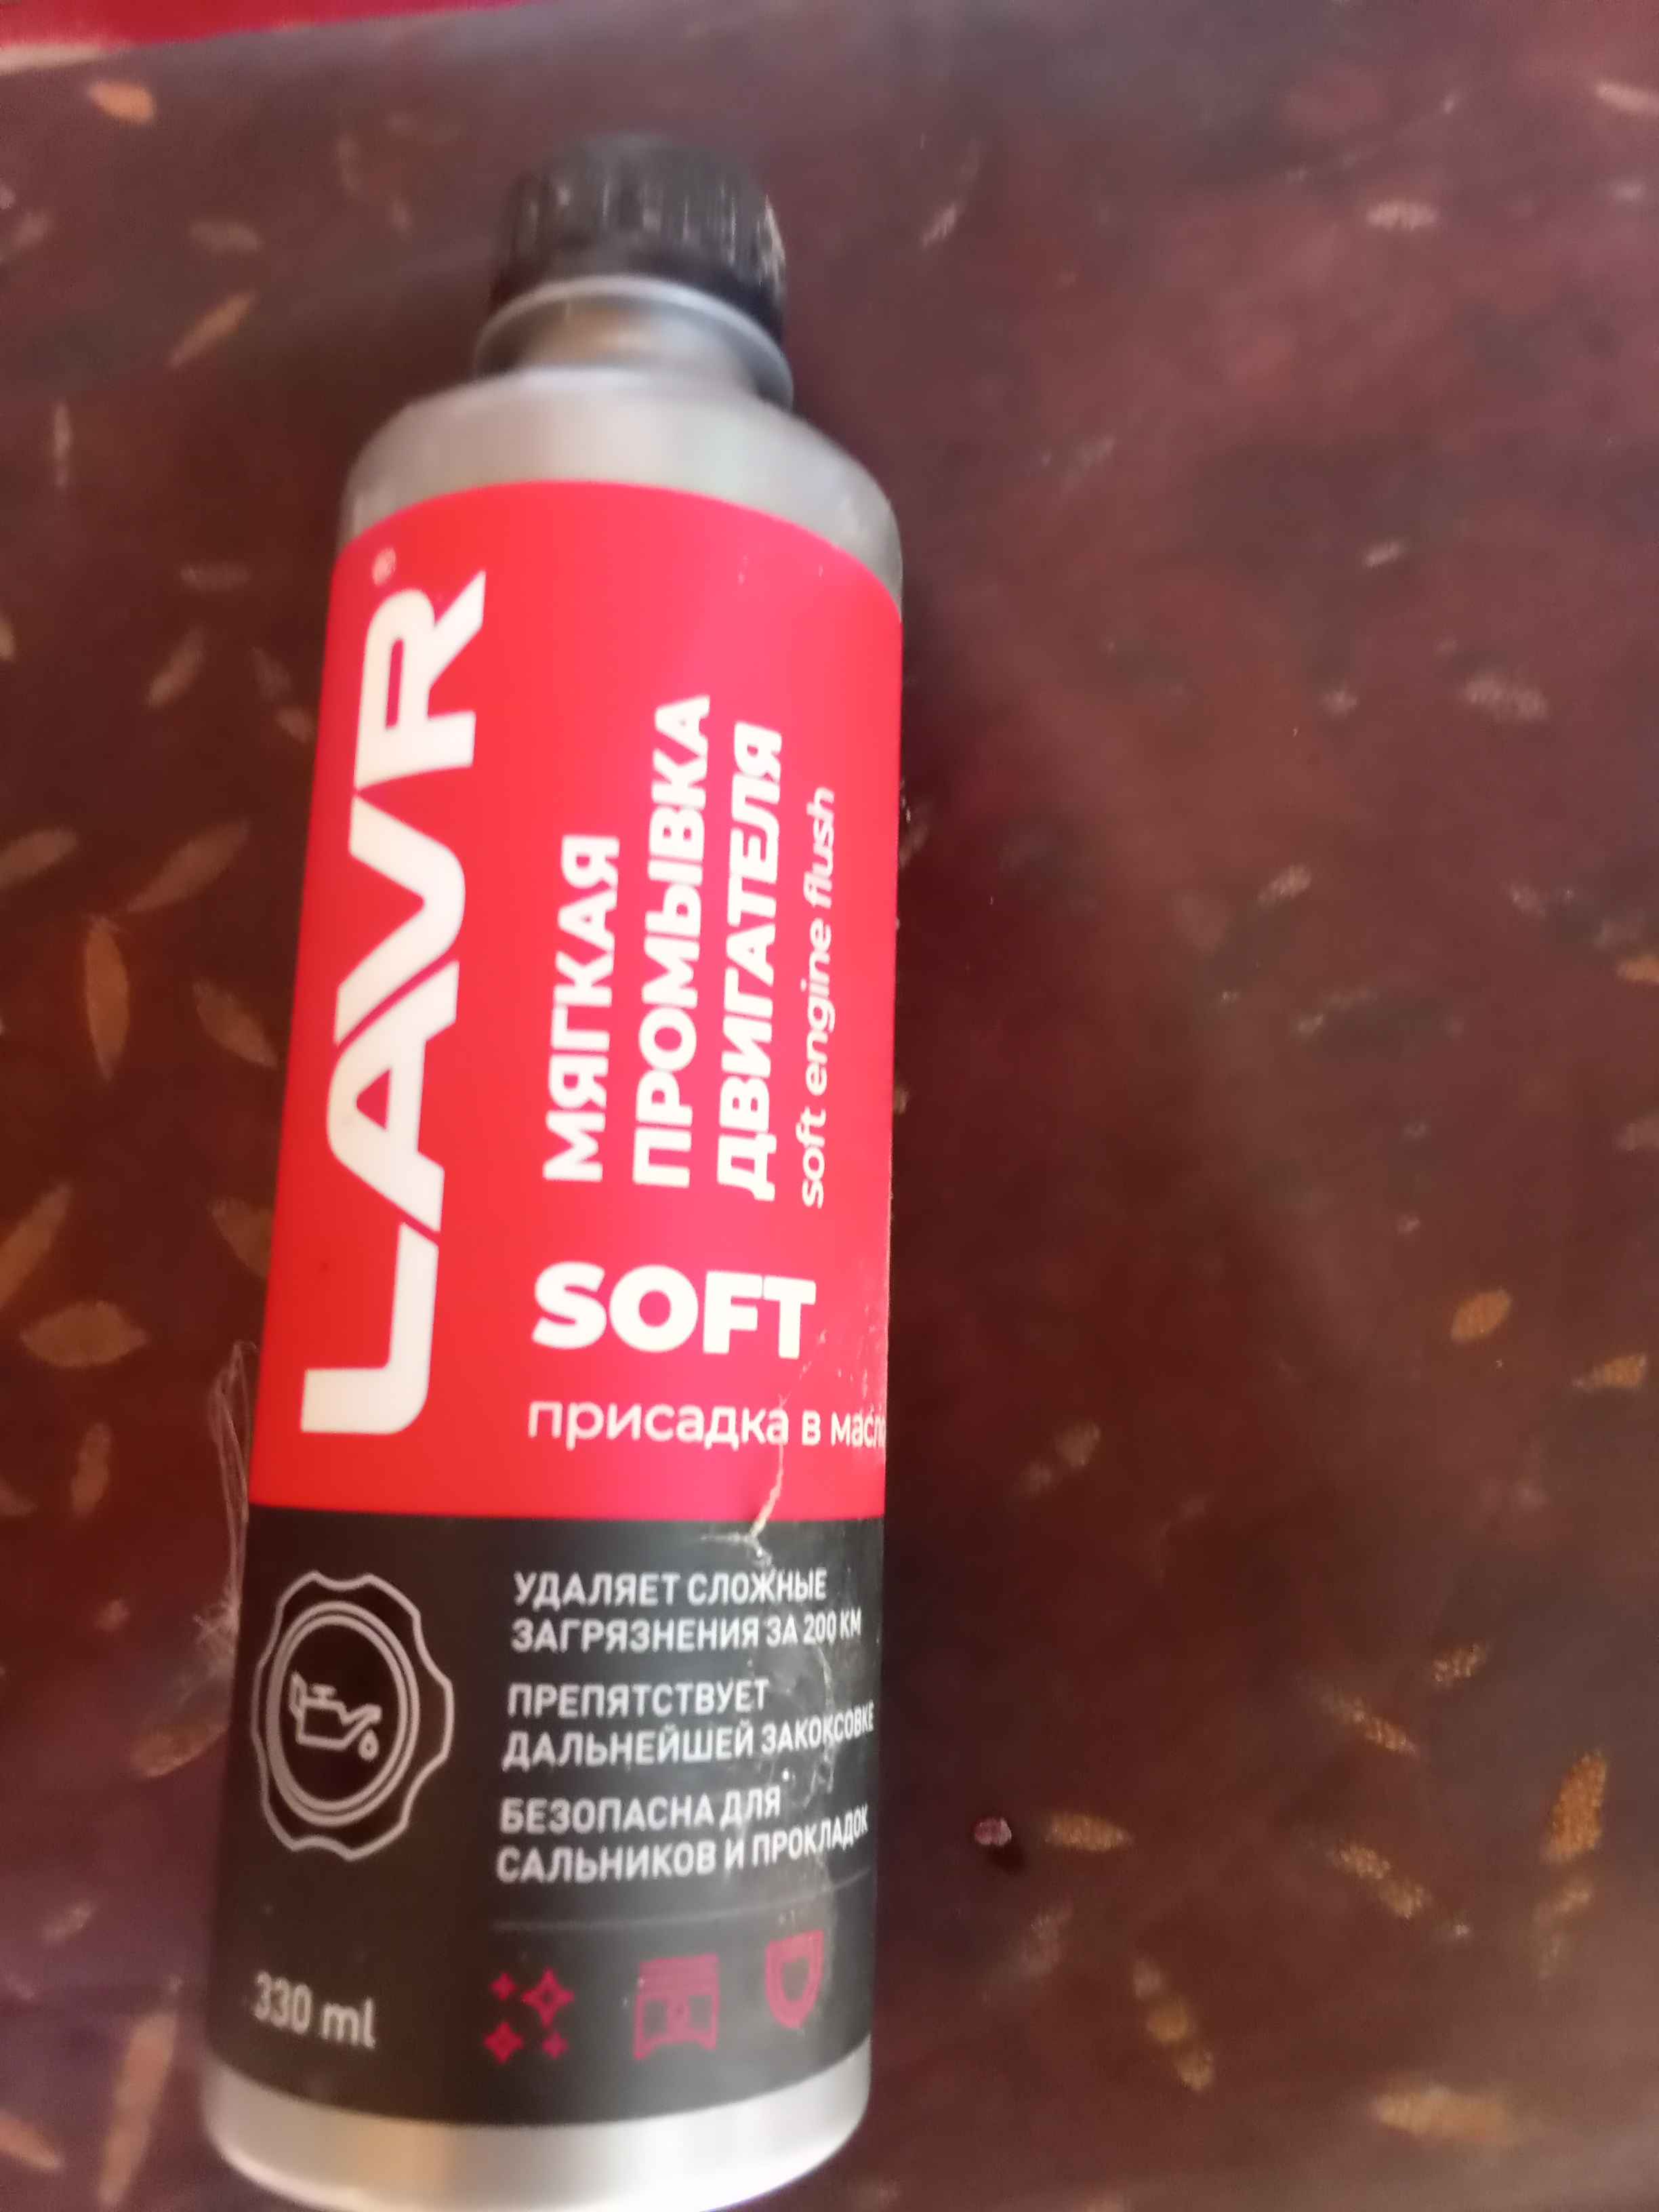 LAVR®
МЯГКАЯ
ПРОМЫВКА
ДВИГАТЕЛЯ
soft engine flush
SOFT
присадка в масло
УДАЛЯЕТ СЛОЖНЫЕ
ЗАГРЯЗНЕНИЯ ЗА 200 КМ
ПРЕПЯТСТВУЕТ
ДАЛЬНЕЙШЕЙ ЗАКОКСОВКЕ
БЕЗОПАСНА ДЛЯ
САЛЬНИКОВ И ПРОКЛАДОК
330 ml